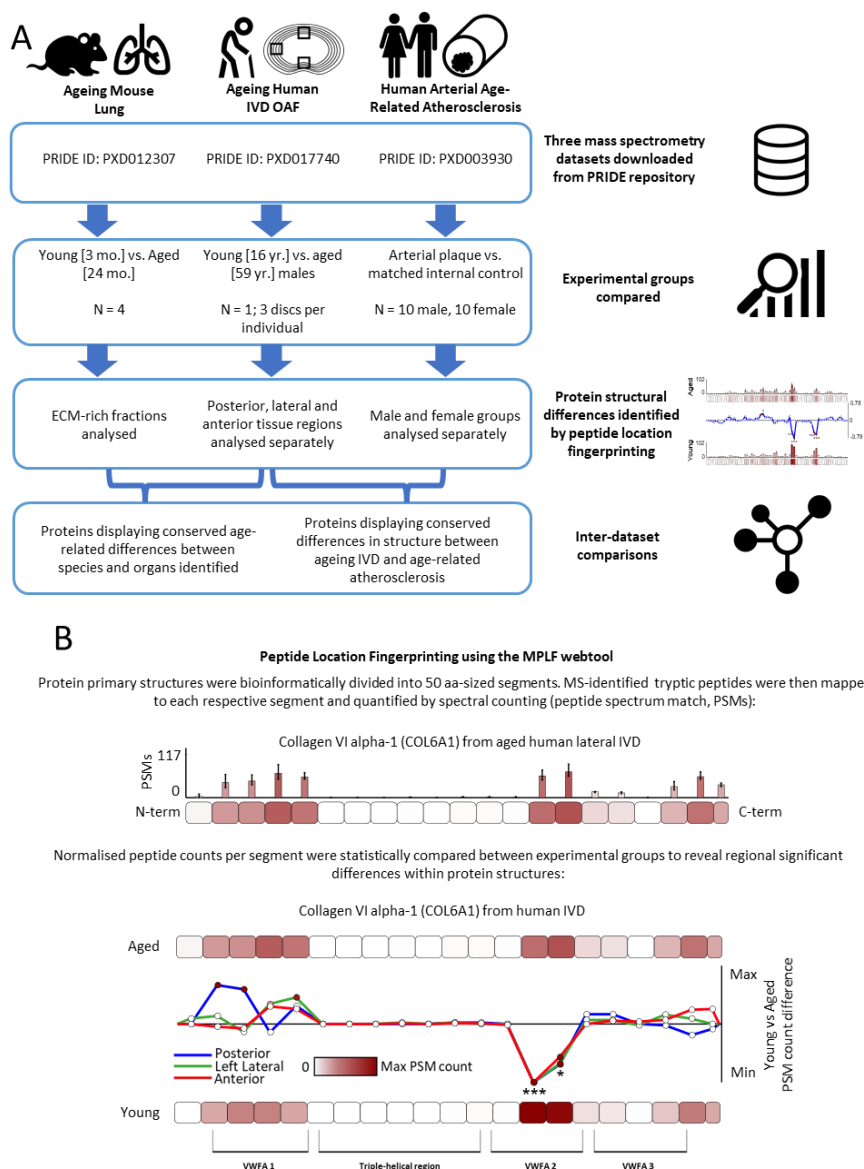 A
Ageing Mouse
Lung
Ageing Human
IVD OAF
Human Arterial Age-
Related Atherosclerosis
PRIDE ID: PXD012307
PRIDE ID: PXD017740
PRIDE ID: PXD003930
Three mass spectrometry
datasets downloaded
from PRIDE repository
Young [3 mo.] vs. Aged
[24 mo.]
N = 4
Young [16 yr.] vs. aged
[59 yr.] males
N = 1; 3 discs per
individual
Arterial plaque vs.
matched internal control
N = 10 male, 10 female
Experimental groups
compared
ECM-rich fractions
analysed
Posterior, lateral and
anterior tissue regions
analysed separately
Male and female groups
analysed separately
Protein structural
differences identified
by peptide location
fingerprinting
102
0
Aged
0.78
-0.78
102
0
Young
Proteins displaying conserved age-
related differences between
species and organs identified
Proteins displaying conserved
differences in structure between
ageing IVD and age-related
atherosclerosis
Inter-dataset
comparisons
B
Peptide Location Fingerprinting using the MPLF webtool
Protein primary structures were bioinformatically divided into 50 aa-sized segments. MS-identified tryptic peptides were then mappe
to each respective segment and quantified by spectral counting (peptide spectrum match, PSMs):
Collagen VI alpha-1 (COL6A1) from aged human lateral IVD
PSMs
117
0
N-term
C-term
Normalised peptide counts per segment were statistically compared between experimental groups to reveal regional significant
differences within protein structures:
Collagen VI alpha-1 (COL6A1) from human IVD
Aged
Max
Min
Young vs Aged
PSM count difference
Posterior
Left Lateral
Anterior
0
Max PSM count
*
***
Young
VWFA 1
Triple-helical region
VWFA 2
VWFA 3